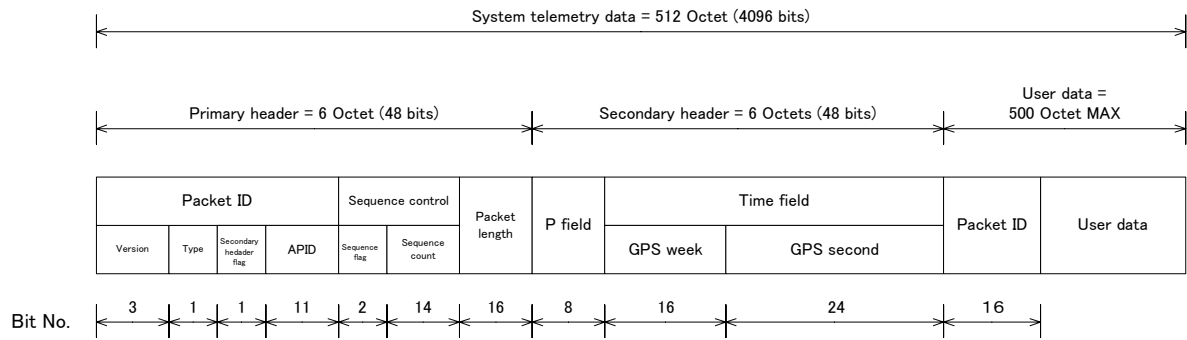 System telemetry data = 512 Octet (4096 bits)
Primary header = 6 Octet (48 bits)
Secondary header = 6 Octets (48 bits)
User data =
500 Octet MAX
Packet ID
Sequence control
Packet
length
P field
Time field
Packet ID
User data
Version
Type
Secondary
hedader
flag
APID
Sequence
flag
Sequence
count
GPS week
GPS second
Bit No.
3
1
1
11
2
14
16
8
16
24
16